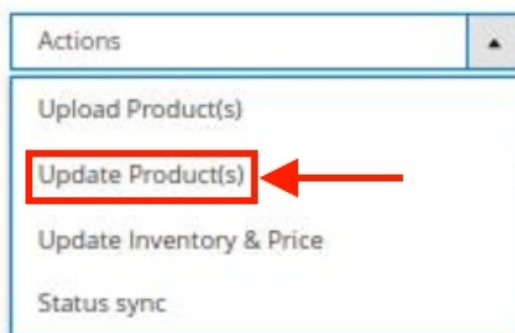 Actions
Upload Product(s)
Update Product(s)
Update Inventory & Price
Status sync